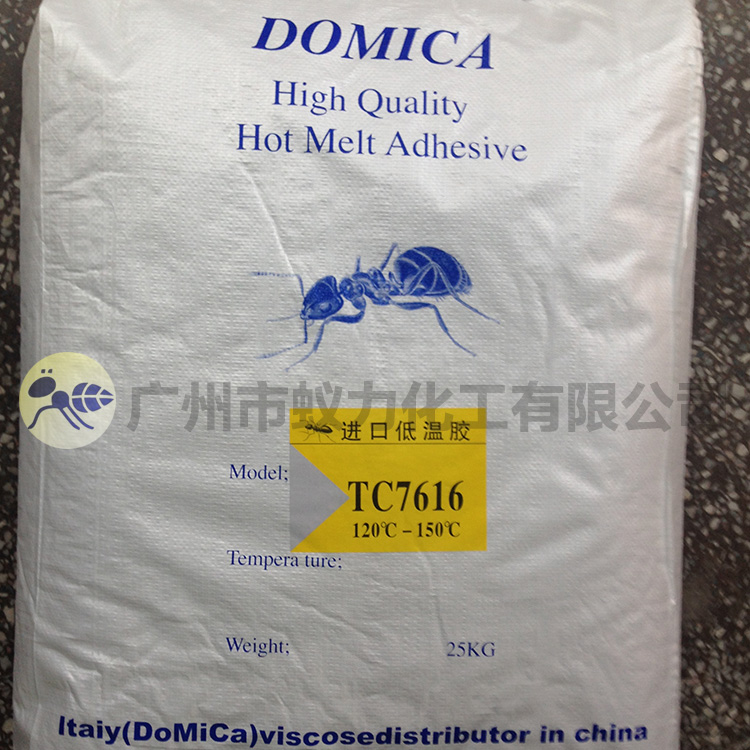 DOMICA
High Quality
Hot Melt Adhesive
广州市蚁力化工有限公司
进口低温胶
Model;
TC7616
120℃－150℃
Tempera ture;
Weight; 25KG
Itaiy(DoMiCa)viscosedistributor in china